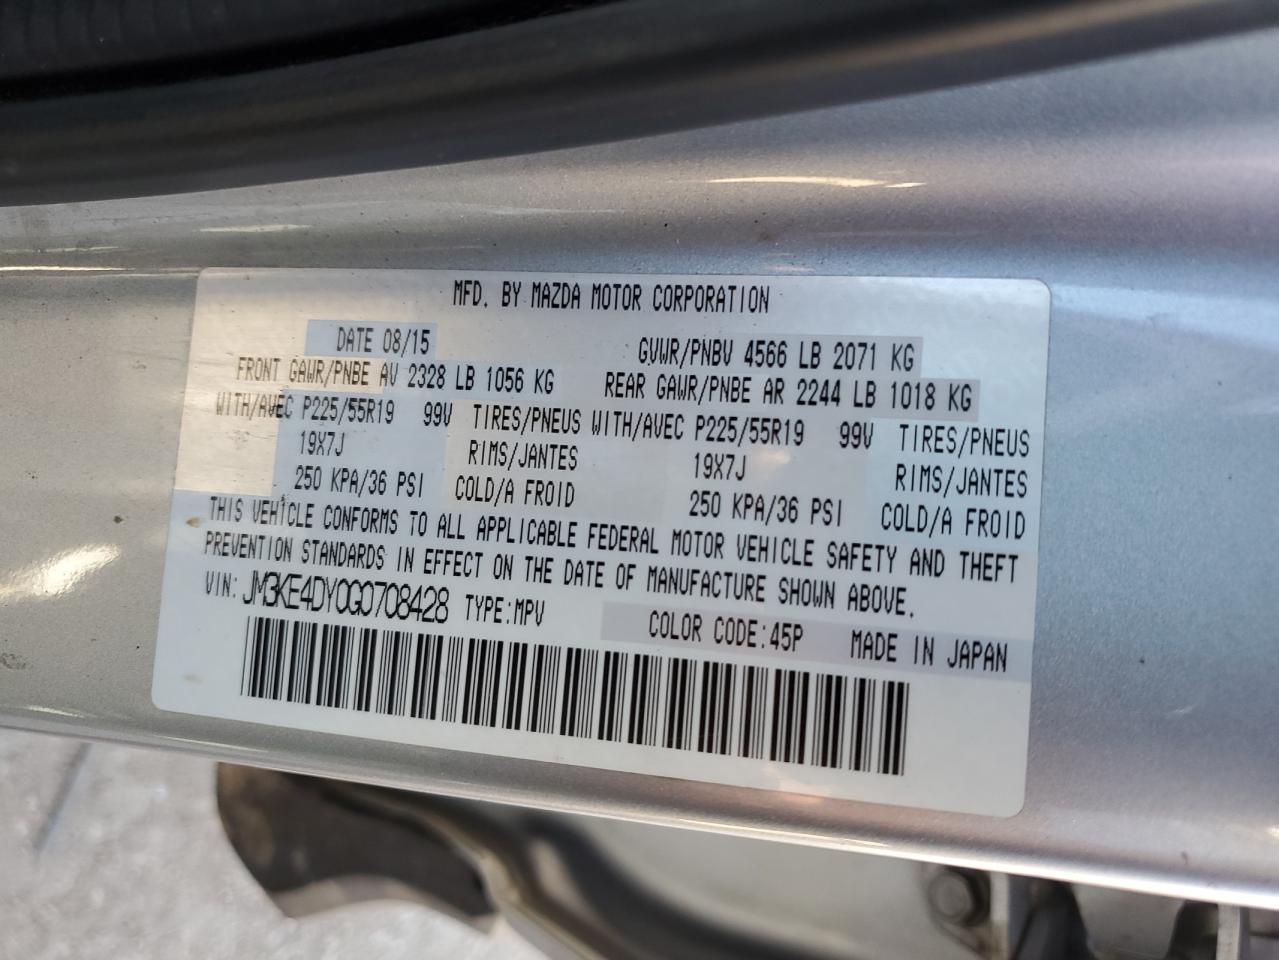 MFD. BY MAZDA MOTOR CORPORATION
DATE 08/15 GVWR/PNBV 4566 LB 2071 KG
FRONT GAWR/PNBE AV 2328 LB 1056 KG REAR GAWR/PNBE AR 2244 LB 1018 KG
WITH/AVEC P225/55R19 99V TIRES/PNEUS WITH/AVEC P225/55R19 99V TIRES/PNEUS
19X7J RIMS/JANTES 19X7J RIMS/JANTES
250 KPA/36 PSI COLD/A FROID 250 KPA/36 PSI COLD/A FROID
THIS VEHICLE CONFORMS TO ALL APPLICABLE FEDERAL MOTOR VEHICLE SAFETY AND THEFT
PREVENTION STANDARDS IN EFFECT ON THE DATE OF MANUFACTURE SHOWN ABOVE.
VIN: JM3KE4DY0G0708428 TYPE:MPV COLOR CODE:45P MADE IN JAPAN